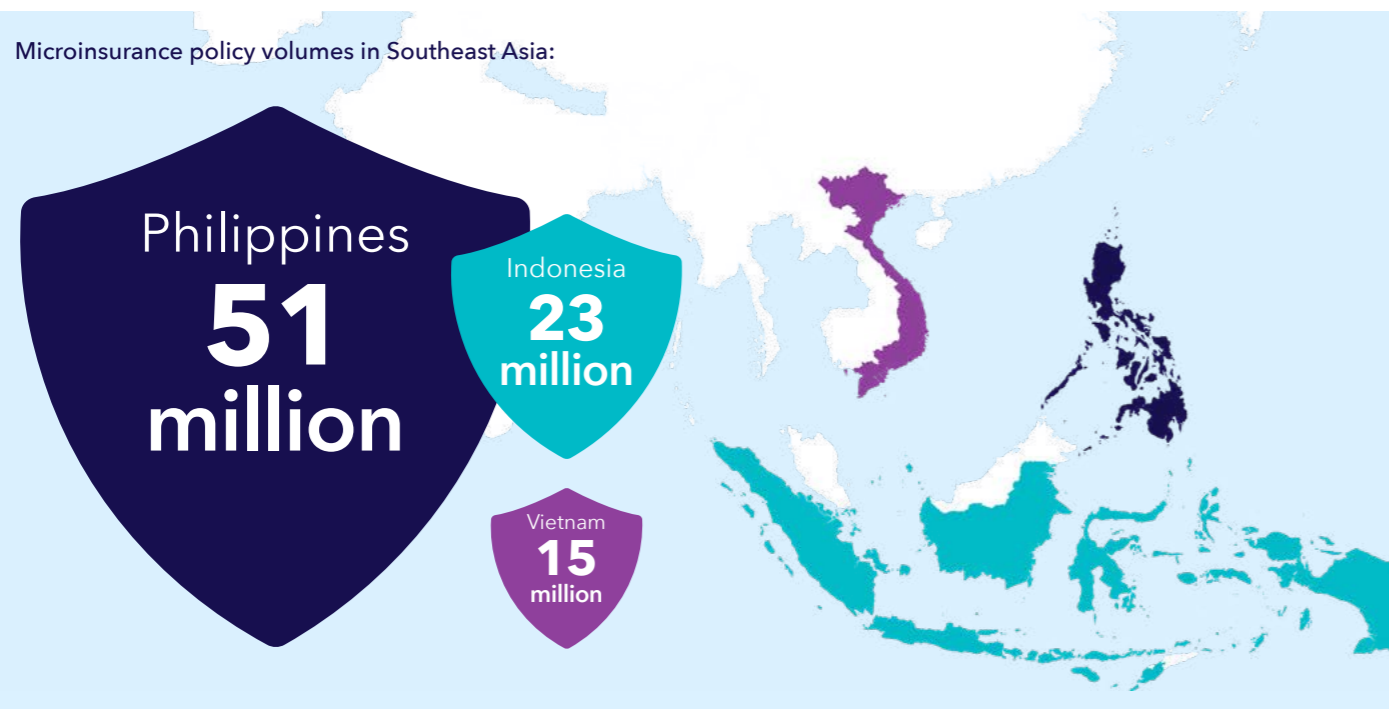 Microinsurance policy volumes in Southeast Asia:
Philippines
51
million
Indonesia
23
million
Vietnam
15
million